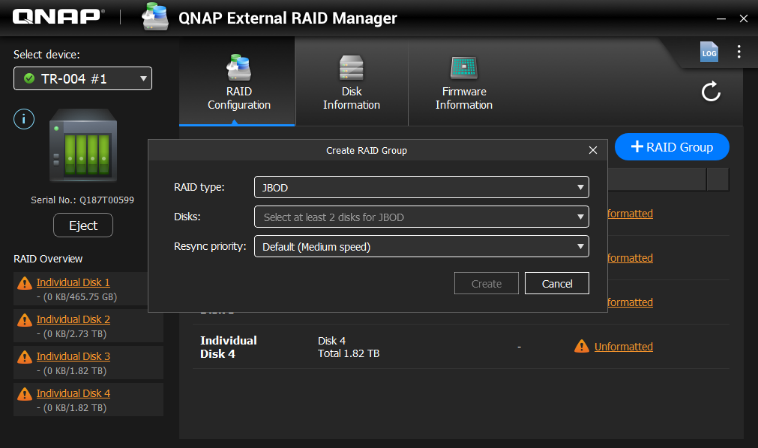 QNAP
QNAP External RAID Manager
Select device:
TR-004 #1
Serial No.: Q187T00599
Eject
RAID Overview
Individual Disk 1
- (0 KB/465.75 GB)
Individual Disk 2
- (0 KB/2.73 TB)
Individual Disk 3
- (0 KB/1.82 TB)
Individual Disk 4
- (0 KB/1.82 TB)
RAID
Configuration
Disk
Information
Firmware
Information
LOG
+ RAID Group
Create RAID Group
RAID type:
JBOD
Disks:
Select at least 2 disks for JBOD
Resync priority:
Default (Medium speed)
Create
Cancel
nformatted
nformatted
nformatted
Individual
Disk 4
Disk 4
Total 1.82 TB
-
Unformatted